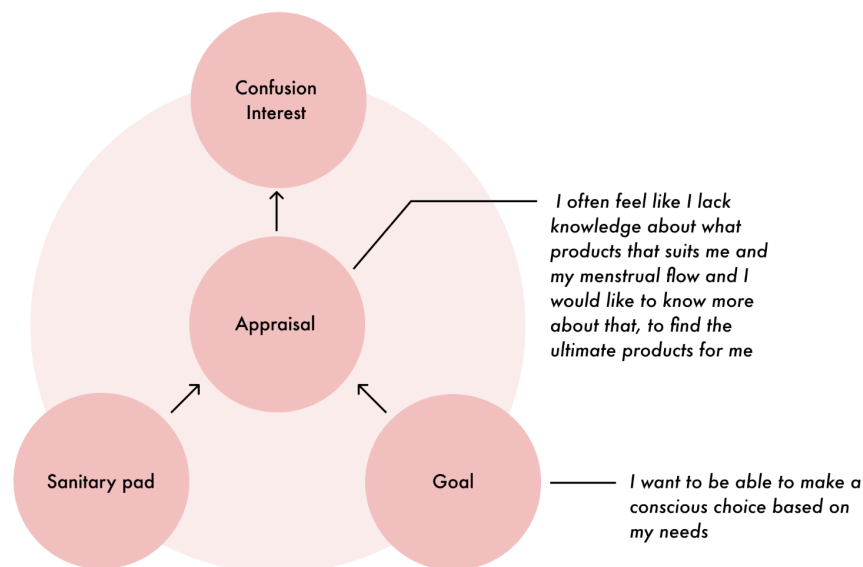 Confusion
Interest
I often feel like I lack
knowledge about what
products that suits me and
my menstrual flow and I
would like to know more
about that, to find the
ultimate products for me
Appraisal
Sanitary pad
Goal
I want to be able to make a
conscious choice based on
my needs